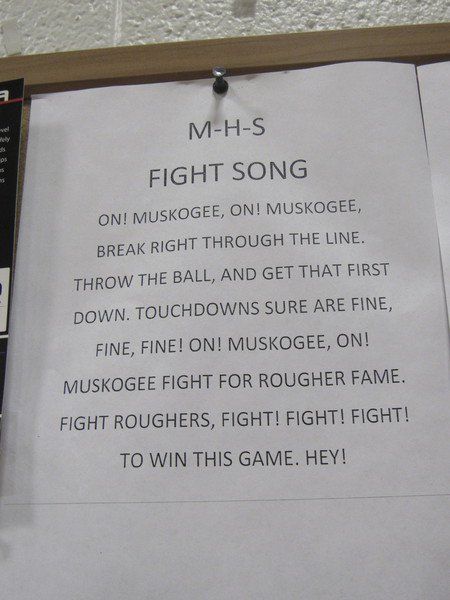 M-H-S
FIGHT SONG
ON! MUSKOGEE, ON! MUSKOGEE,
BREAK RIGHT THROUGH THE LINE.
THROW THE BALL, AND GET THAT FIRST
DOWN. TOUCHDOWNS SURE ARE FINE,
FINE, FINE! ON! MUSKOGEE, ON!
MUSKOGEE FIGHT FOR ROUGHER FAME.
FIGHT ROUGHERS, FIGHT! FIGHT! FIGHT!
TO WIN THIS GAME. HEY!